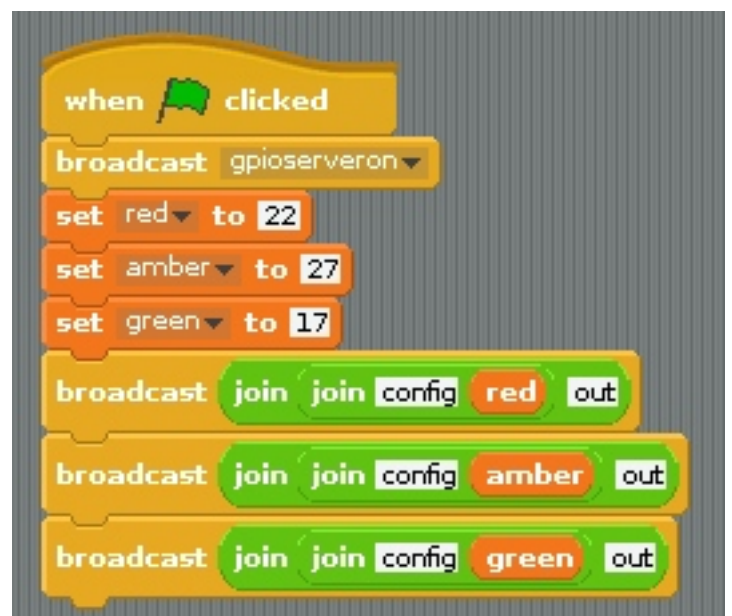 when clicked
broadcast gpioserveron
set red to 22
set amber to 27
set green to 17
broadcast join join config red out
broadcast join join config amber out
broadcast join join config green out